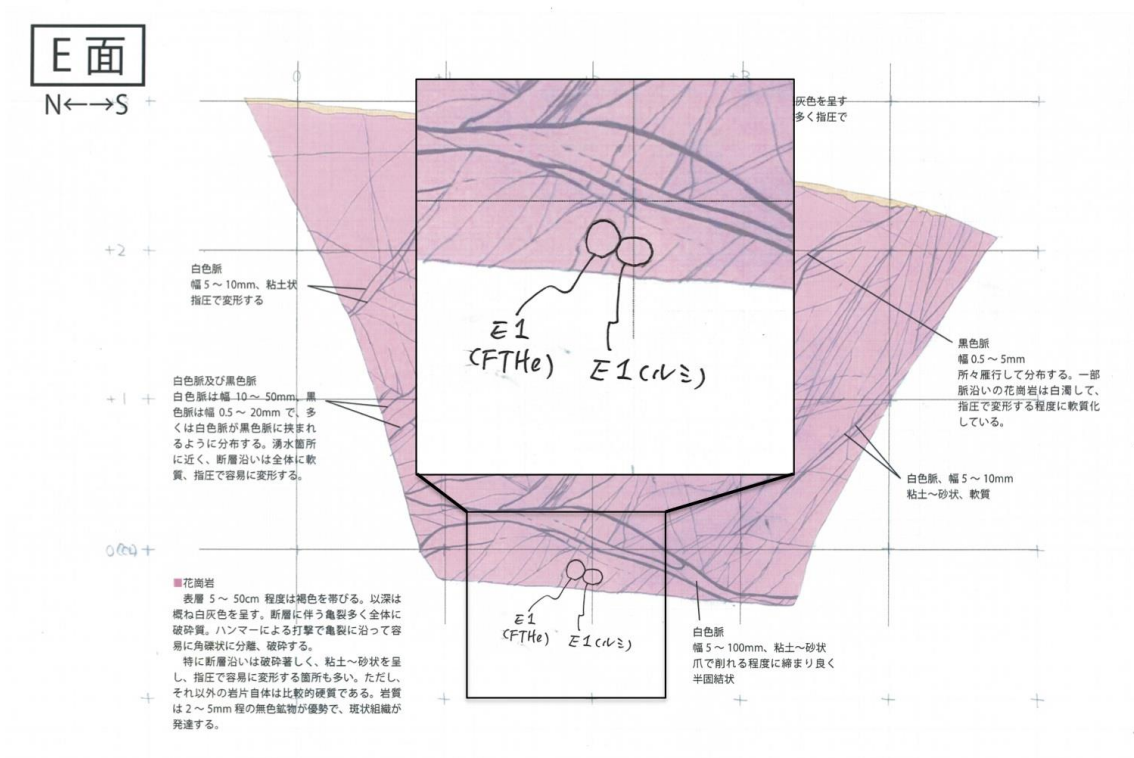 E 面
N←→S
0
+1
+2
+3
灰色を呈す
多く指圧で
+2
白色脈
幅 5 ～ 10mm、粘土状
指圧で変形する
E1
(FTHe)
E1(ルミ)
黒色脈
幅 0.5 ～ 5mm
所々雁行して分布する。一部
脈沿いの花崗岩は白濁して、
指圧で変形する程度に軟質化
している。
白色脈及び黒色脈
白色脈は幅 10 ～ 50mm、黒
色脈は幅 0.5 ～ 20mm で、多
くは白色脈が黒色脈に挟まれ
るように分布する。湧水箇所
に近く、断層沿いは全体に軟
質、指圧で容易に変形する。
+1
白色脈、幅 5 ～ 10mm
粘土～砂状、軟質
■花崗岩
表層 5 ～ 50cm 程度は褐色を帯びる。以深は
概ね白灰色を呈す。断層に伴う亀裂多く全体に
破砕質。ハンマーによる打撃で亀裂に沿って容
易に角礫状に分離、破砕する。
特に断層沿いは破砕著しく、粘土～砂状を呈
し、指圧で容易に変形する箇所も多い。ただし、
それ以外の岩片自体は比較的硬質である。岩質
は 2 ～ 5mm 程の無色鉱物が優勢で、斑状組織が
発達する。
E1
(FTHe)
E1(ルミ)
白色脈
幅 5 ～ 100mm、粘土～砂状
爪で削れる程度に締まり良く
半固結状